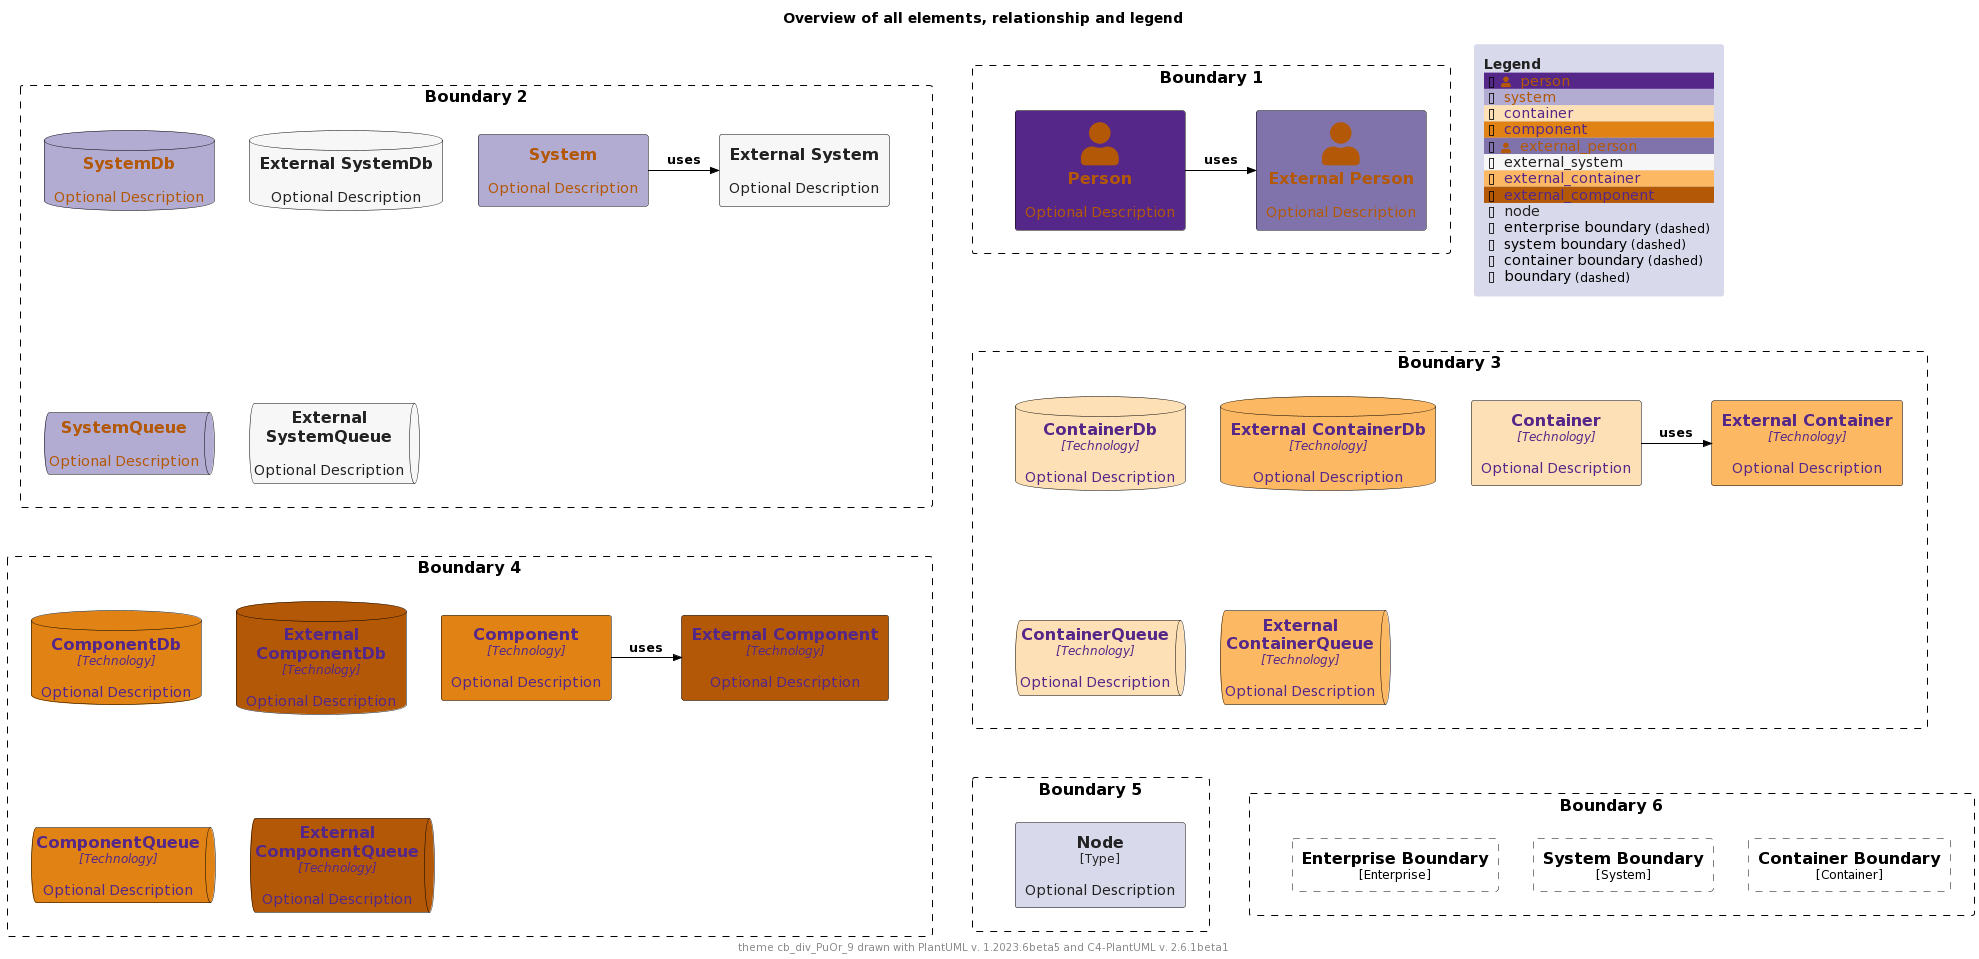 Overview of all elements, relationship and legend
Boundary 2
SystemDb
Optional Description
External SystemDb
Optional Description
System
Optional Description
uses
External System
Optional Description
SystemQueue
Optional Description
External
SystemQueue
Optional Description
Boundary 1
Person
Optional Description
uses
External Person
Optional Description
Legend
person
system
container
component
external_person
external_system
external_container
external_component
node
enterprise boundary (dashed)
system boundary (dashed)
container boundary (dashed)
boundary (dashed)
Boundary 3
ContainerDb
[Technology]
Optional Description
External ContainerDb
[Technology]
Optional Description
Container
[Technology]
Optional Description
uses
External Container
[Technology]
Optional Description
ContainerQueue
[Technology]
Optional Description
External
ContainerQueue
[Technology]
Optional Description
Boundary 4
ComponentDb
[Technology]
Optional Description
External
ComponentDb
[Technology]
Optional Description
Component
[Technology]
Optional Description
uses
External Component
[Technology]
Optional Description
ComponentQueue
[Technology]
Optional Description
External
ComponentQueue
[Technology]
Optional Description
Boundary 5
Node
[Type]
Optional Description
Boundary 6
Enterprise Boundary
[Enterprise]
System Boundary
[System]
Container Boundary
[Container]
theme cb_div_PuOr_9 drawn with PlantUML v. 1.2023.6beta5 and C4-PlantUML v. 2.6.1beta1